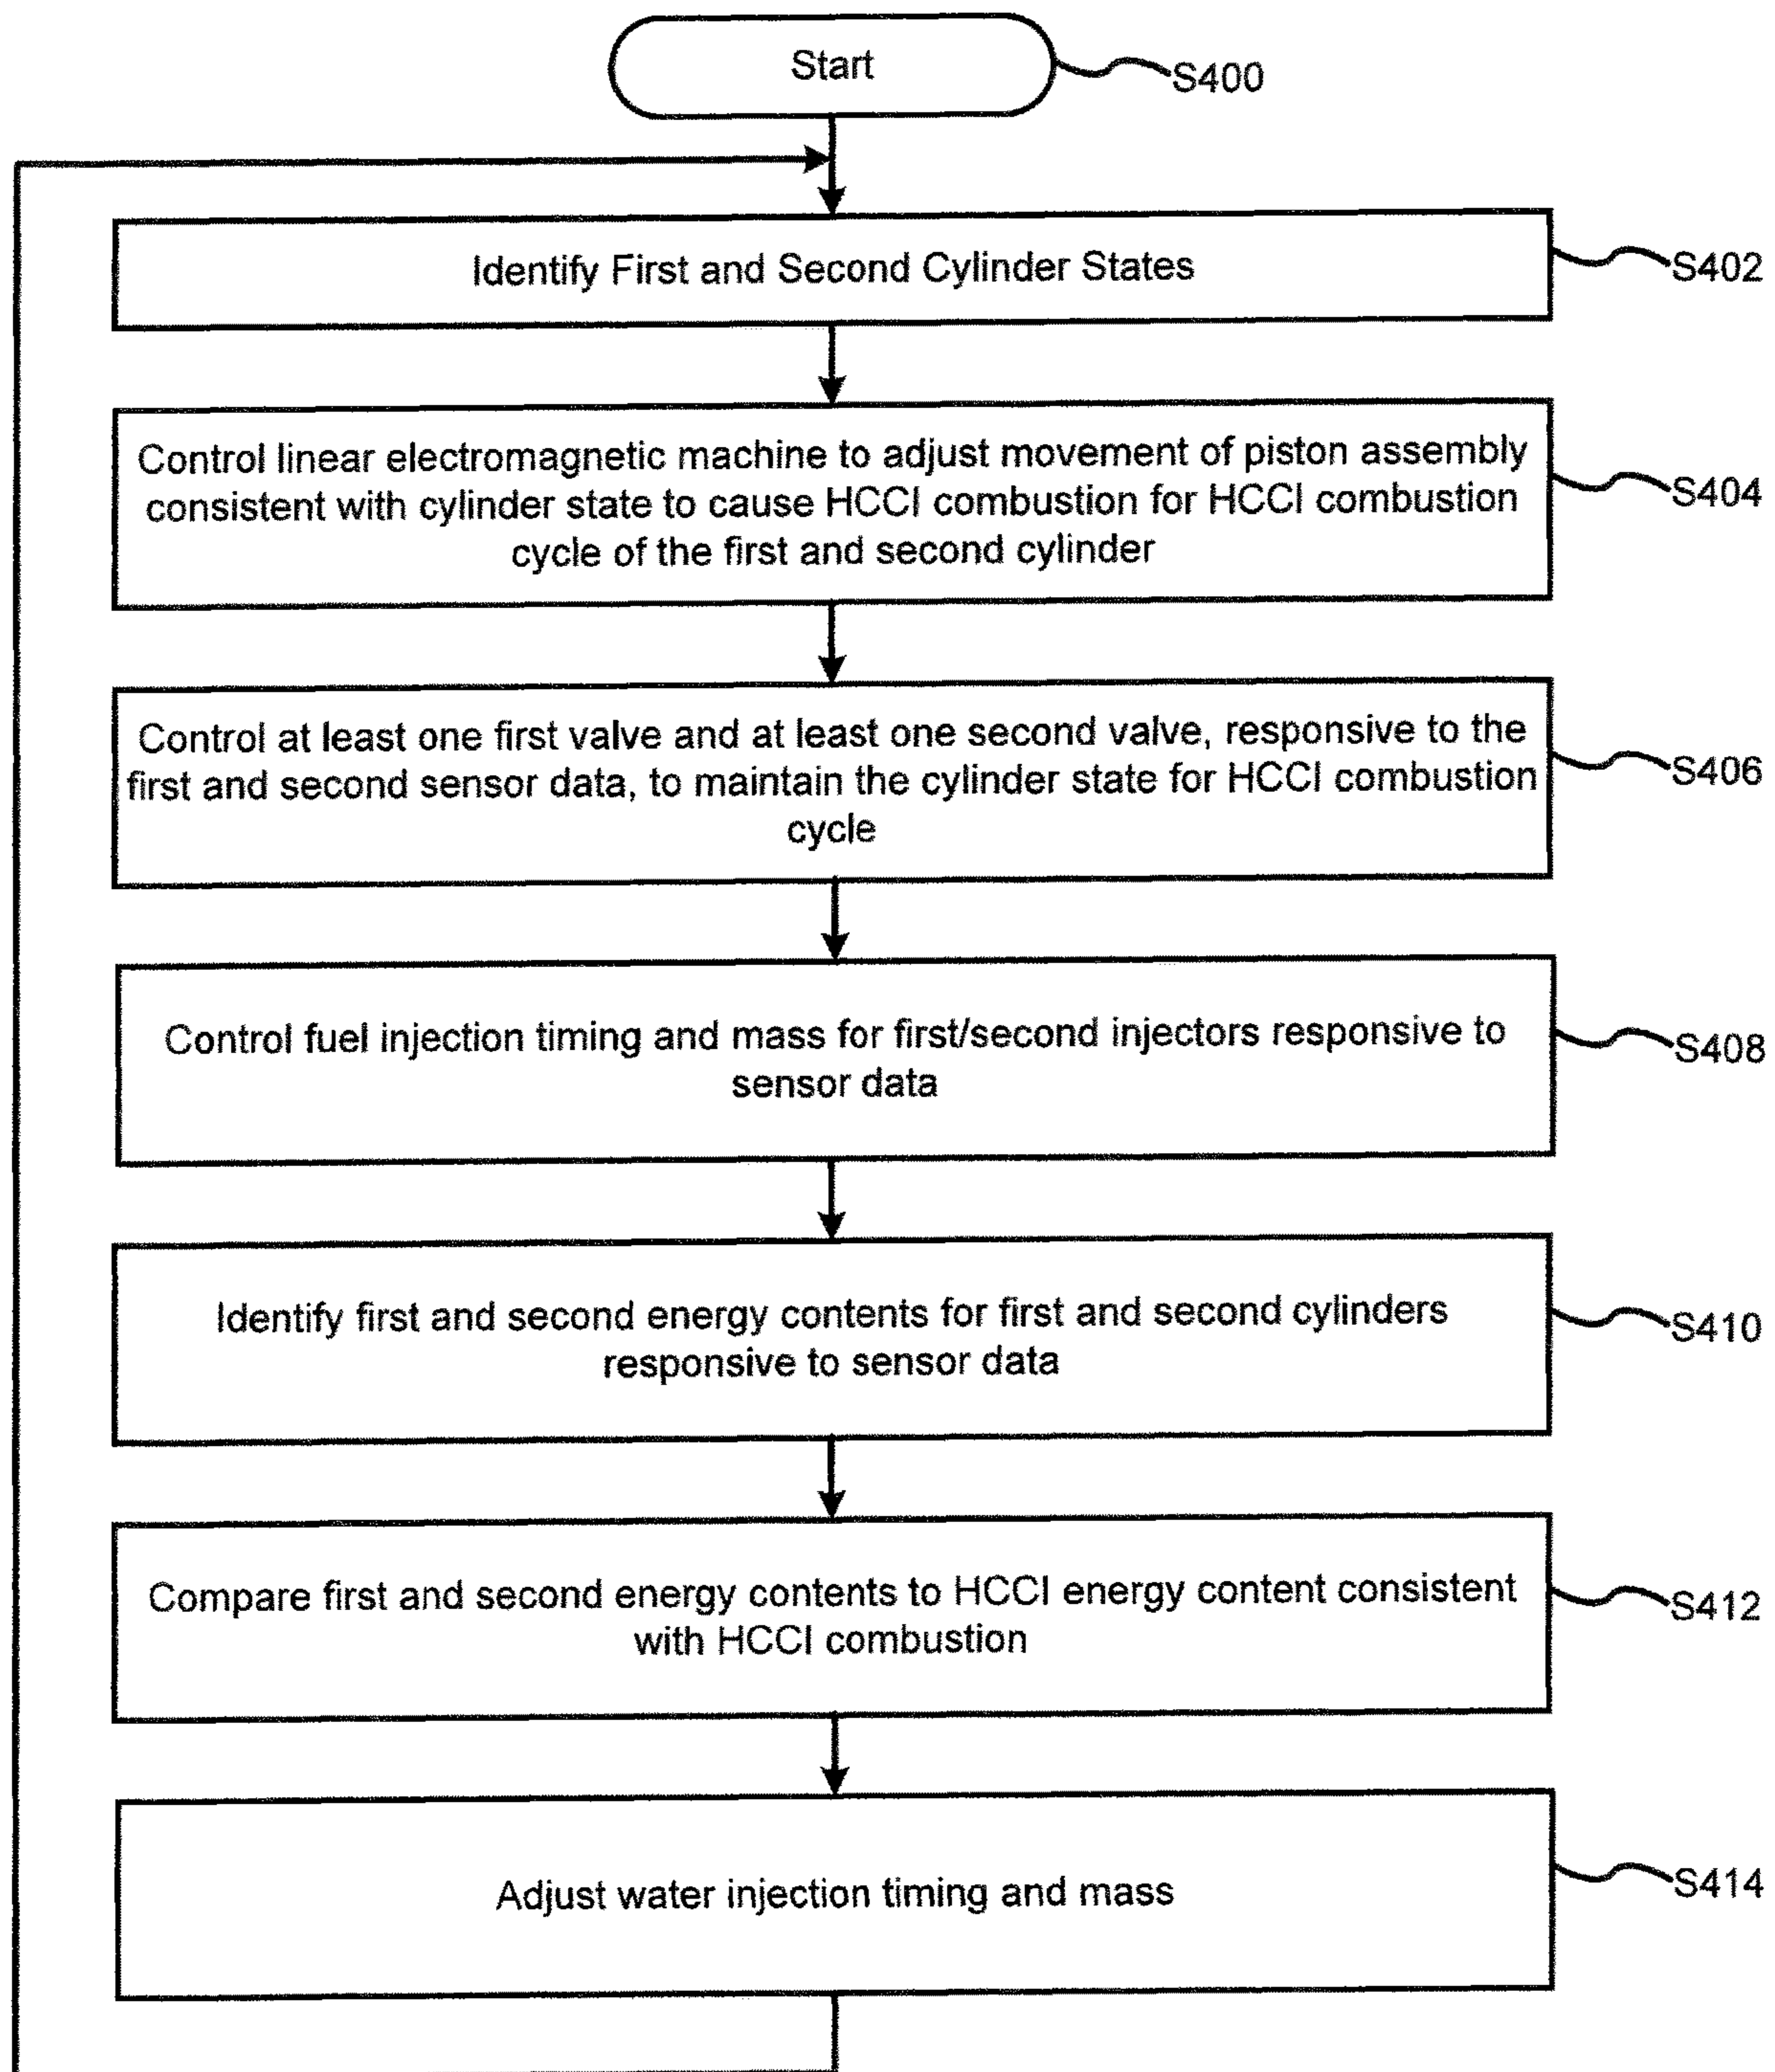 Start
S400
Identify First and Second Cylinder States
S402
Control linear electromagnetic machine to adjust movement of piston assembly
consistent with cylinder state to cause HCCI combustion for HCCI combustion
cycle of the first and second cylinder
S404
Control at least one first valve and at least one second valve, responsive to the
first and second sensor data, to maintain the cylinder state for HCCI combustion
cycle
S406
Control fuel injection timing and mass for first/second injectors responsive to
sensor data
S408
Identify first and second energy contents for first and second cylinders
responsive to sensor data
S410
Compare first and second energy contents to HCCI energy content consistent
with HCCI combustion
S412
Adjust water injection timing and mass
S414